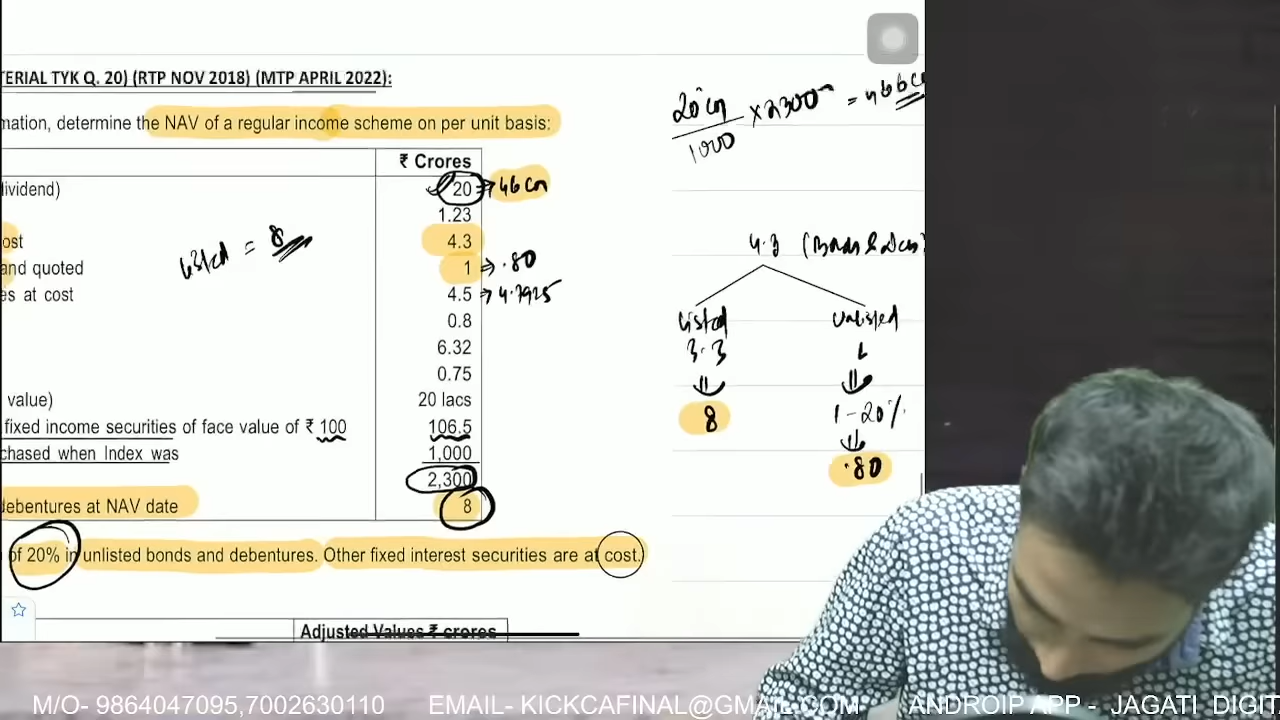 ERIAL TYK Q. 20) (RTP NOV 2018) (MTP APRIL 2022):
mation, determine the NAV of a regular income scheme on per unit basis:
₹ Crores
ividend) 20 → 46 Cr
1.23
ost 4.3
and quoted 1 → .80
es at cost 4.5 → 4.7925
0.8
6.32
0.75
value) 20 lacs
fixed income securities of face value of ₹ 100 106.5
chased when Index was 1,000
2,300
debentures at NAV date 8
of 20% in unlisted bonds and debentures. Other fixed interest securities are at cost.
Adjusted Values ₹ crores
listed = 8
20 Cr
1000
× 2300
4.3
Listed
3.3
8
Unlisted
1
1-20%
.80
M/O- 9864047095,7002630110 EMAIL- KICKCAFINAL@GMAIL.COM ANDROIP APP - JAGATI DIGIT